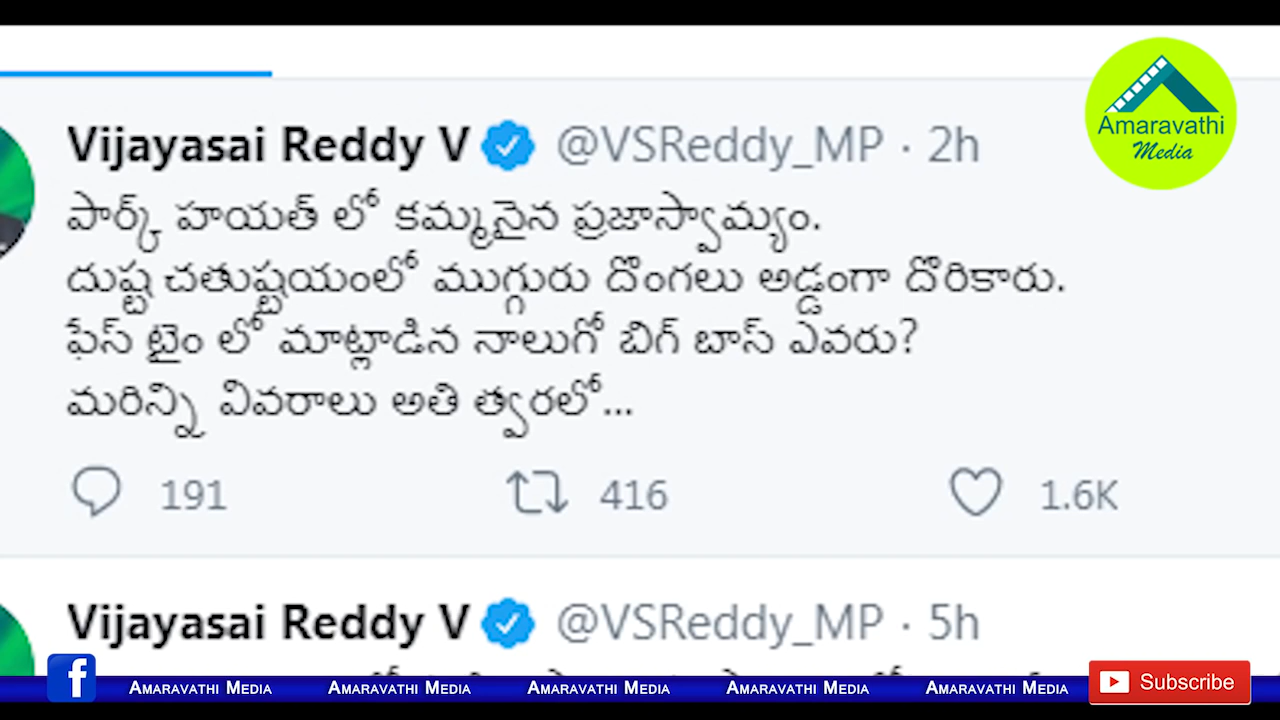 Amaravathi
Media
Vijayasai Reddy V @VSReddy_MP · 2h
పార్క్ హయత్ లో కమ్మనైన ప్రజాస్వామ్యం.
దుష్ట చతుష్టయంలో ముగ్గురు దొంగలు అడ్డంగా దొరికారు.
ఫేస్ టైం లో మాట్లాడిన నాలుగో బిగ్ బాస్ ఎవరు?
మరిన్ని వివరాలు అతి త్వరలో...
191 416 1.6K
Vijayasai Reddy V @VSReddy_MP · 5h
f Amaravathi Media Amaravathi Media Amaravathi Media Amaravathi Media Amaravathi Media Subscribe